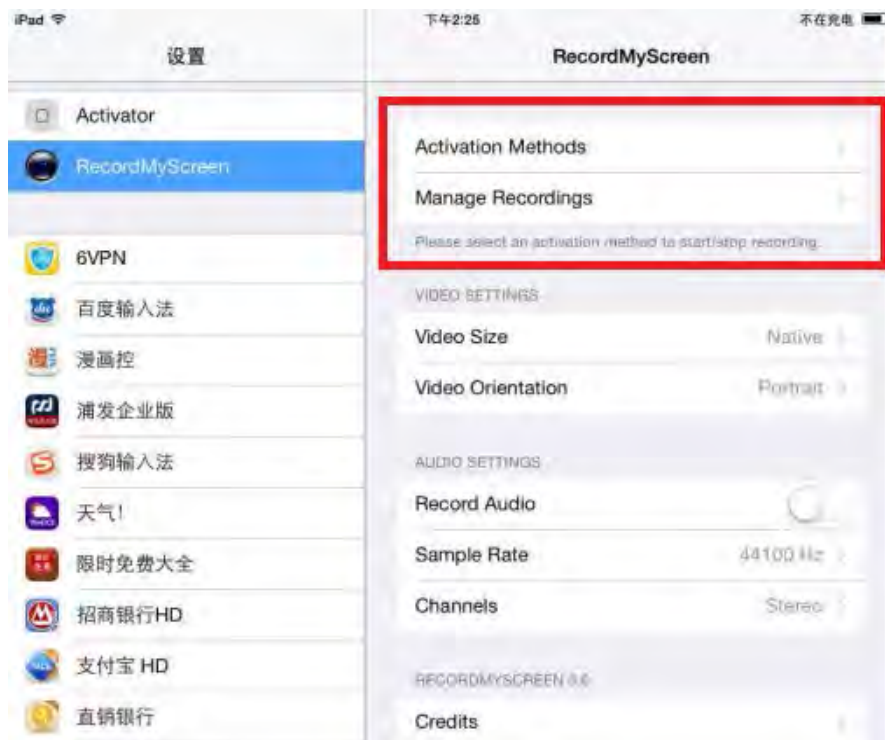 iPad 下午2:25 不在充电
设置
RecordMyScreen
Activator
RecordMyScreen
6VPN
百度输入法
漫画控
浦发企业版
搜狗输入法
天气!
限时免费大全
招商银行HD
支付宝 HD
直销银行
Activation Methods
Manage Recordings
Please select an activation method to start/stop recording.
VIDEO SETTINGS
Video Size Native
Video Orientation Portrait
AUDIO SETTINGS
Record Audio
Sample Rate 44100 Hz
Channels Stereo
RECORDMYSCREEN
Credits